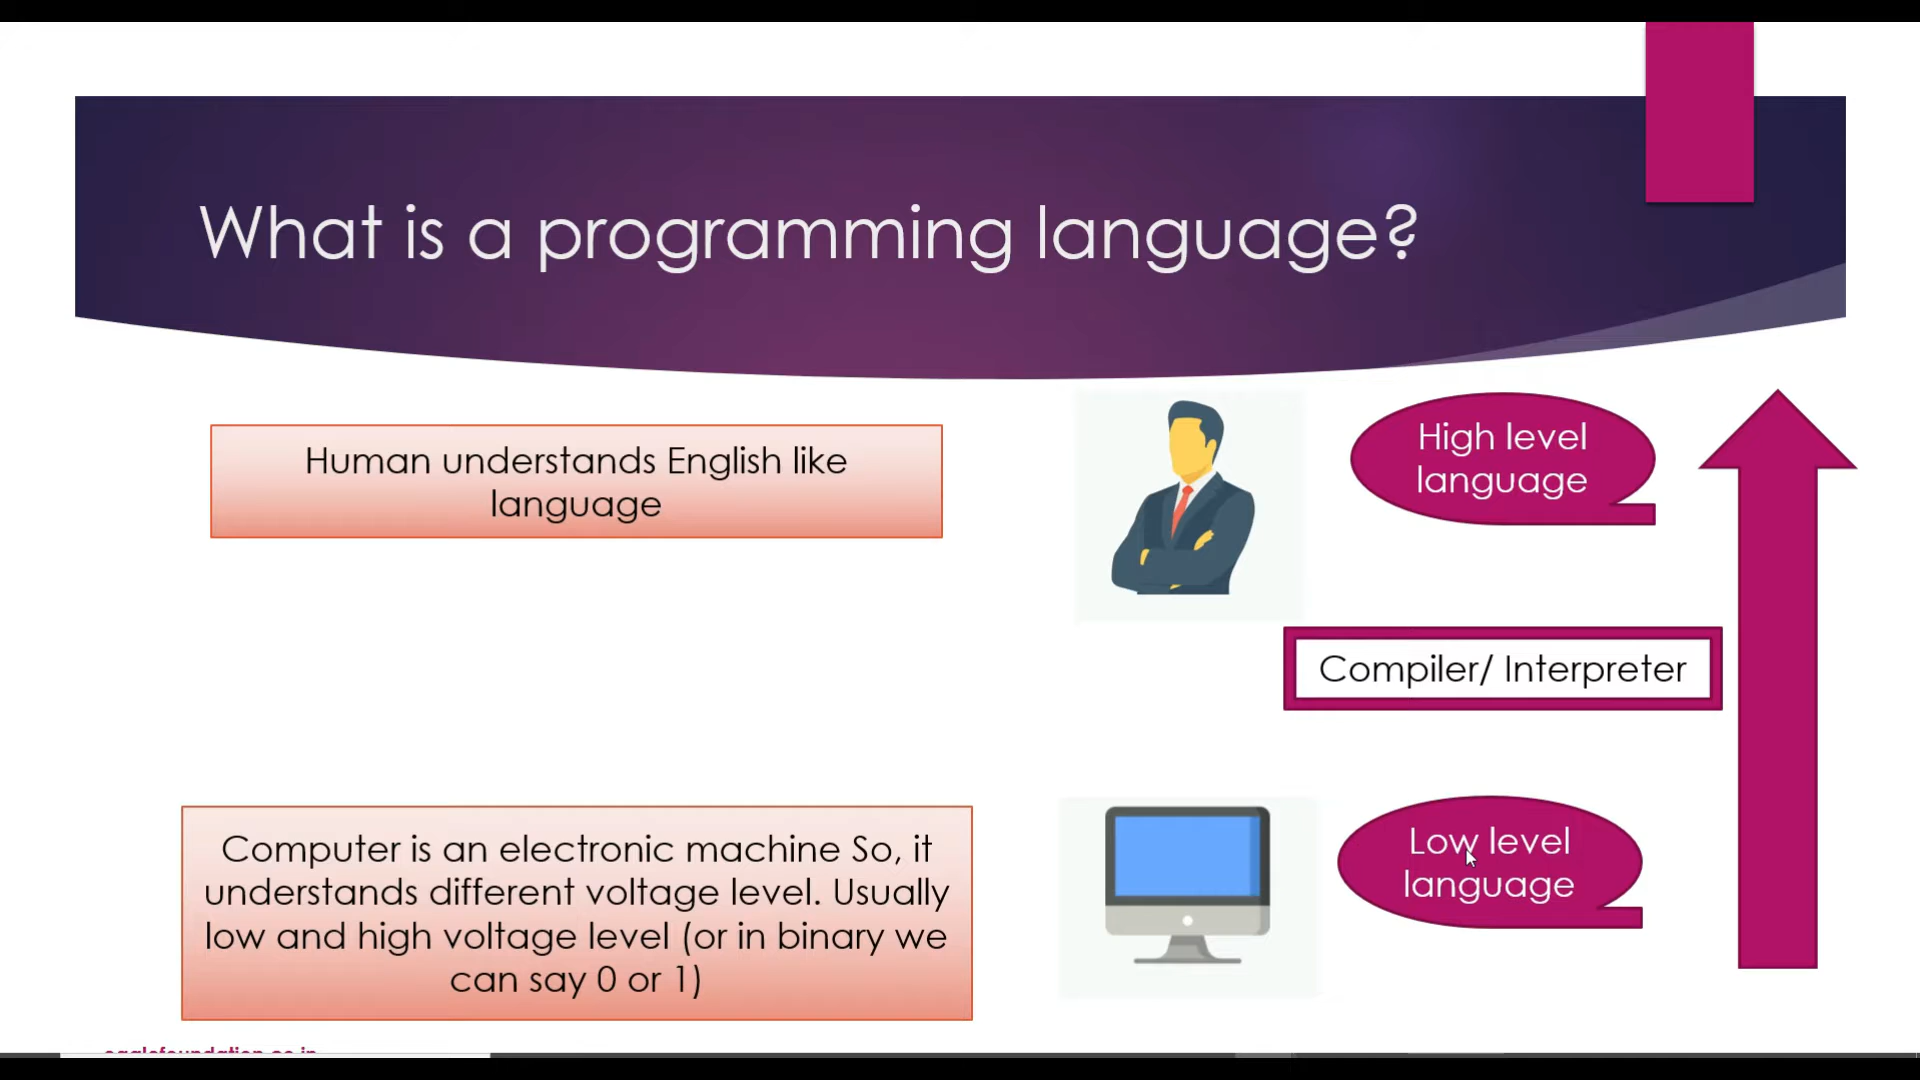 What is a programming language?
Human understands English like
language
High level
language
Compiler/ Interpreter
Computer is an electronic machine So, it
understands different voltage level. Usually
low and high voltage level (or in binary we
can say 0 or 1)
Low level
language